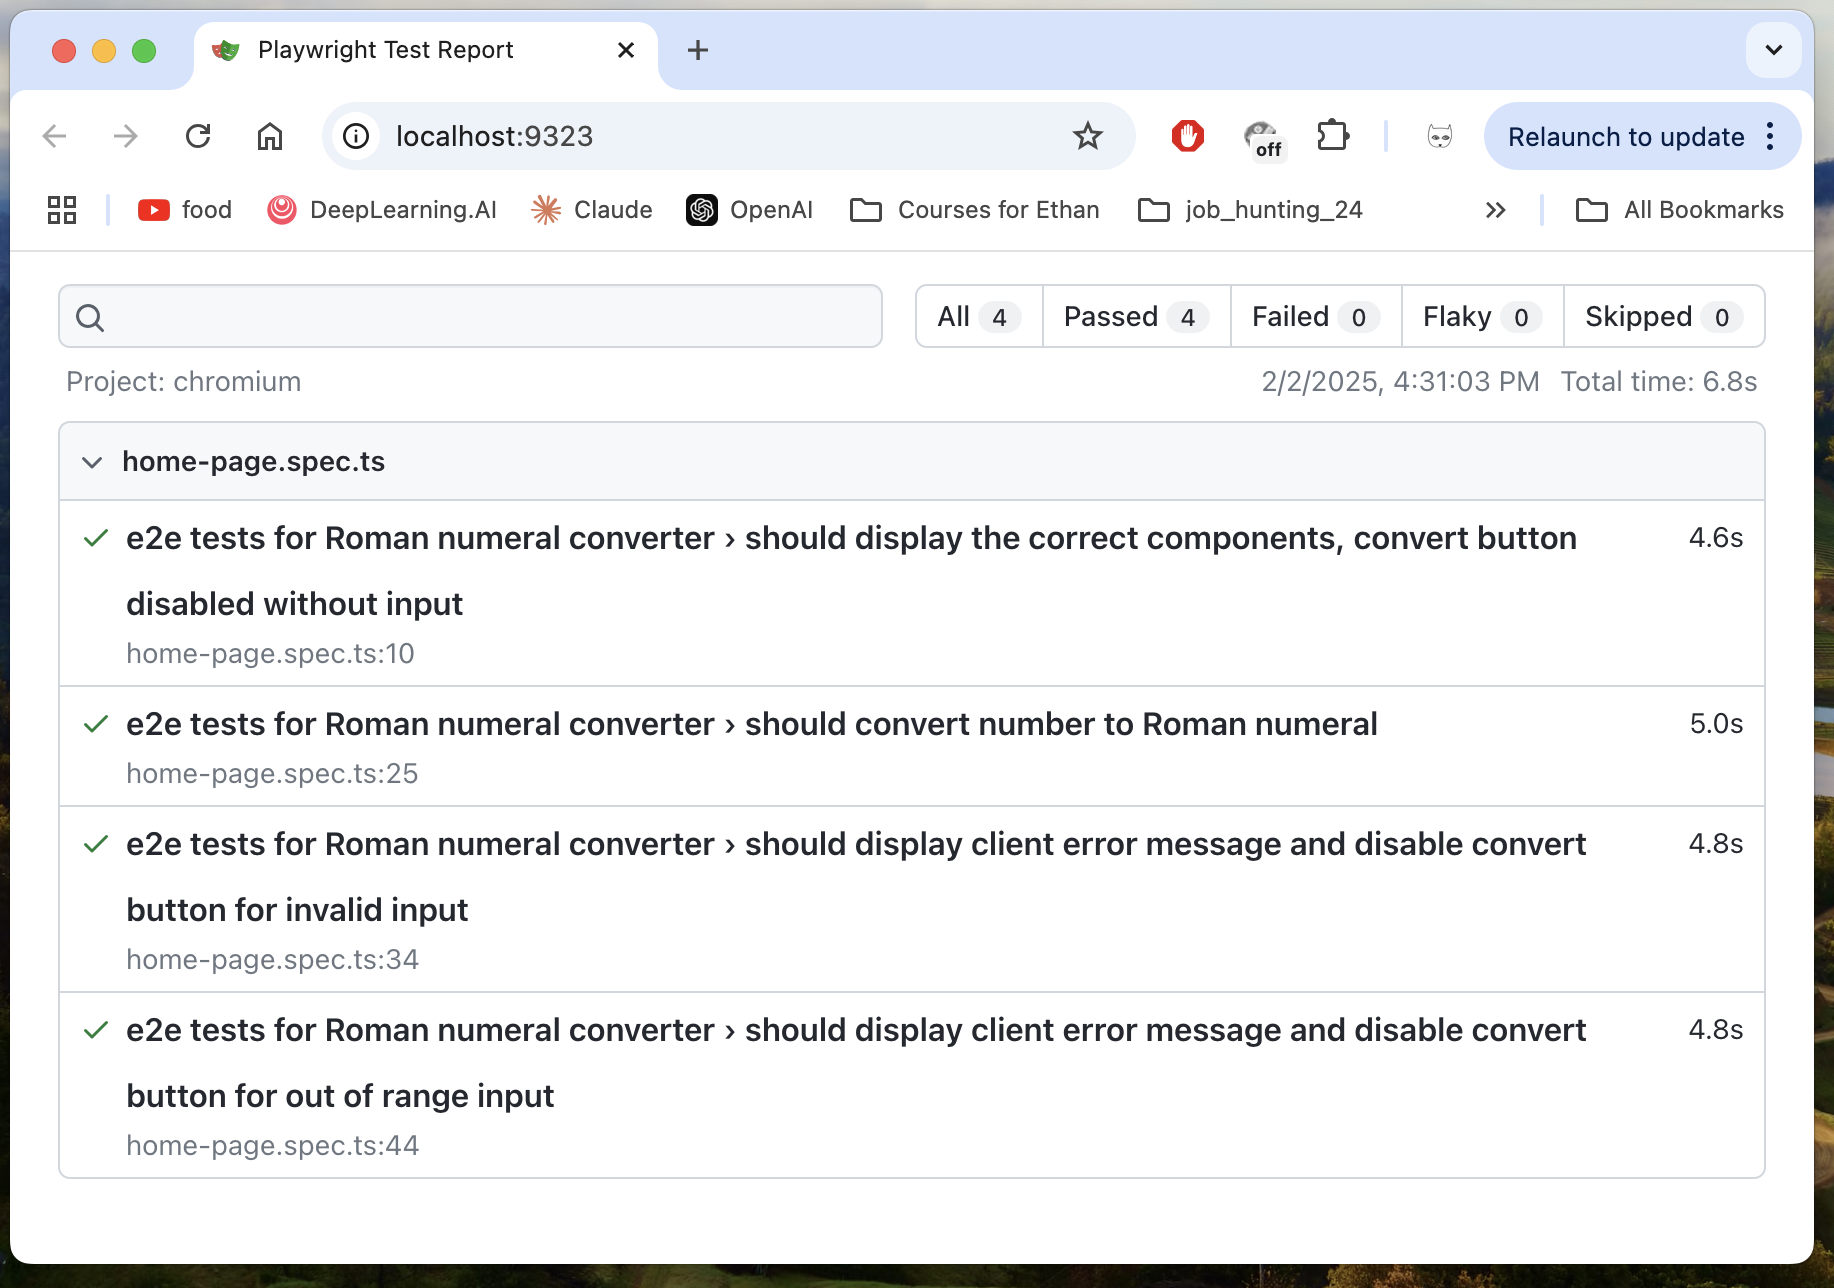 Playwright Test Report
localhost:9323
off
Relaunch to update
food
DeepLearning.AI
Claude
OpenAI
Courses for Ethan
job_hunting_24
All Bookmarks
All 4
Passed 4
Failed 0
Flaky 0
Skipped 0
Project: chromium
2/2/2025, 4:31:03 PM Total time: 6.8s
home-page.spec.ts
e2e tests for Roman numeral converter › should display the correct components, convert button 4.6s
disabled without input
home-page.spec.ts:10
e2e tests for Roman numeral converter › should convert number to Roman numeral 5.0s
home-page.spec.ts:25
e2e tests for Roman numeral converter › should display client error message and disable convert 4.8s
button for invalid input
home-page.spec.ts:34
e2e tests for Roman numeral converter › should display client error message and disable convert 4.8s
button for out of range input
home-page.spec.ts:44